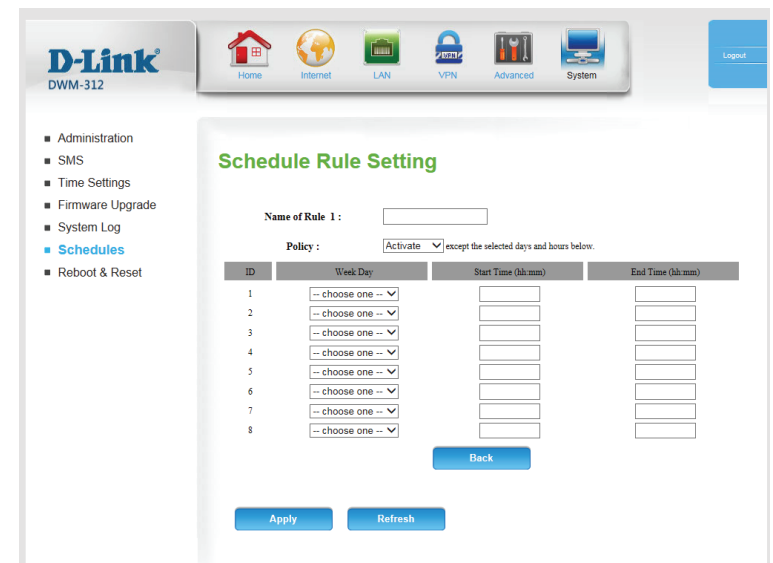 D-Link®
DWM-312
Home Internet LAN VPN Advanced System
Logout
VPN
Administration
SMS
Time Settings
Firmware Upgrade
System Log
Schedules
Reboot & Reset
Schedule Rule Setting
Name of Rule 1 :
Policy : Activate except the selected days and hours below.
ID Week Day Start Time (hh:mm) End Time (hh:mm)
1 -- choose one --
2 -- choose one --
3 -- choose one --
4 -- choose one --
5 -- choose one --
6 -- choose one --
7 -- choose one --
8 -- choose one --
Back
Apply Refresh